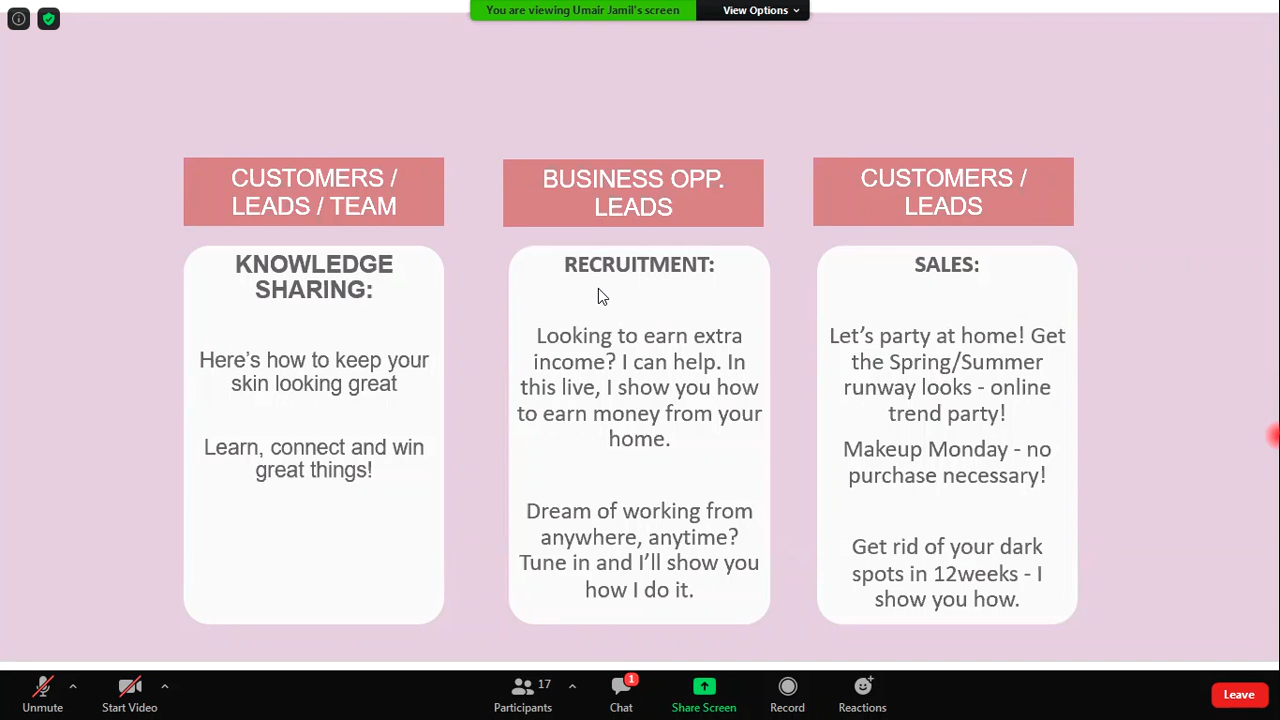 You are viewing Umair Jamil's screen
View Options
CUSTOMERS /
LEADS / TEAM
KNOWLEDGE
SHARING:
Here’s how to keep your
skin looking great
Learn, connect and win
great things!
BUSINESS OPP.
LEADS
RECRUITMENT:
Looking to earn extra
income? I can help. In
this live, I show you how
to earn money from your
home.
Dream of working from
anywhere, anytime?
Tune in and I’ll show you
how I do it.
CUSTOMERS /
LEADS
SALES:
Let’s party at home! Get
the Spring/Summer
runway looks - online
trend party!
Makeup Monday - no
purchase necessary!
Get rid of your dark
spots in 12weeks - I
show you how.
Unmute
Start Video
17
Participants
1
Chat
Share Screen
Record
Reactions
Leave